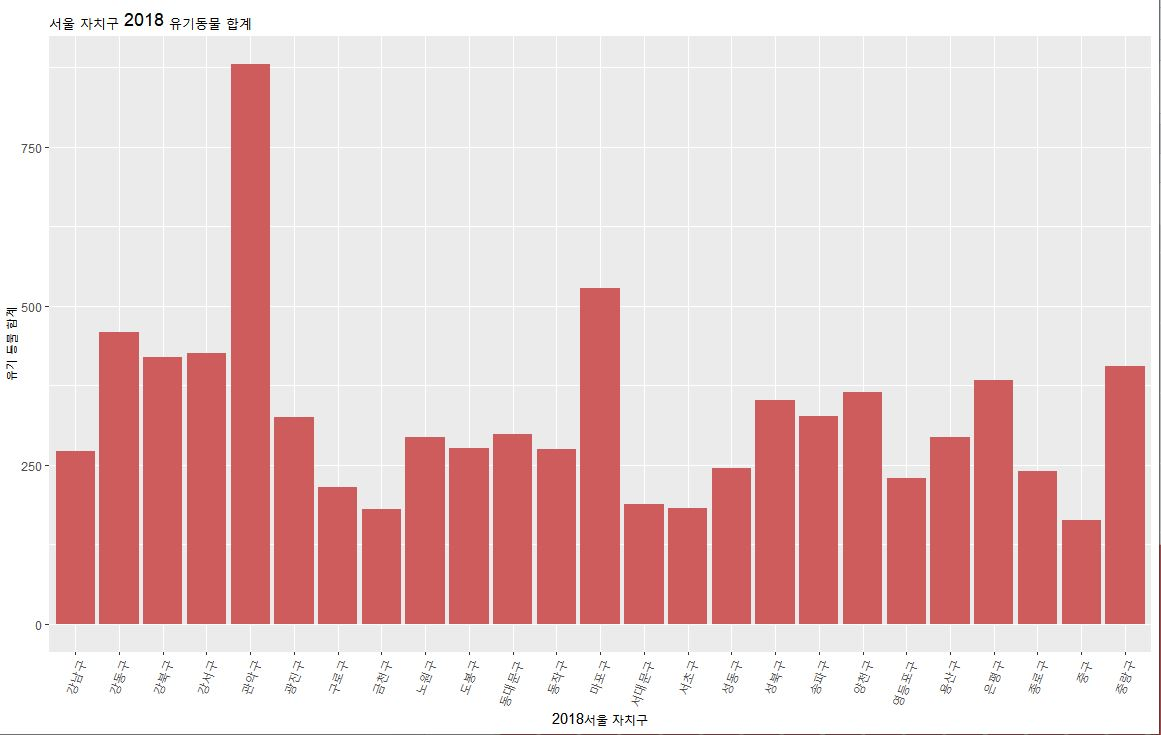 서울 자치구 2018 유기동물 합계
유기 동물 합계
750
500
250
0
강남구
강동구
강북구
강서구
관악구
광진구
구로구
금천구
노원구
도봉구
동대문구
동작구
마포구
서대문구
서초구
성동구
성북구
송파구
양천구
영등포구
용산구
은평구
종로구
중구
중랑구
2018서울 자치구